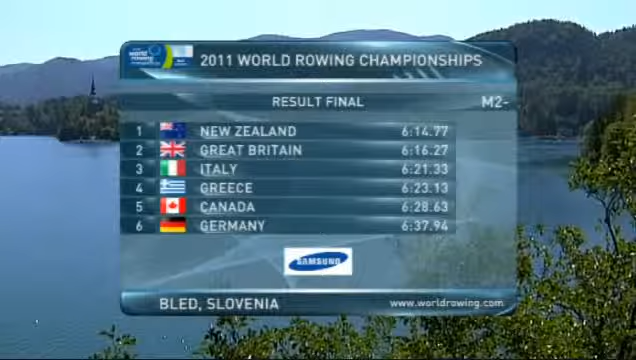 world rowing
2011 WORLD ROWING CHAMPIONSHIPS
RESULT FINAL M2-
1 NEW ZEALAND 6:14.77
2 GREAT BRITAIN 6:16.27
3 ITALY 6:21.33
4 GREECE 6:23.13
5 CANADA 6:28.63
6 GERMANY 6:37.94
SAMSUNG
BLED, SLOVENIA www.worldrowing.com